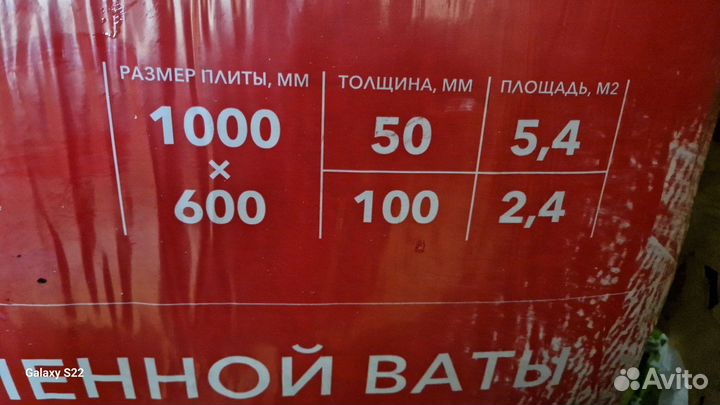 РАЗМЕР ПЛИТЫ, ММ ТОЛЩИНА, ММ ПЛОЩАДЬ, М2
1000 50 5,4
×
600 100 2,4
ВАТЫ
Galaxy S22
Avito